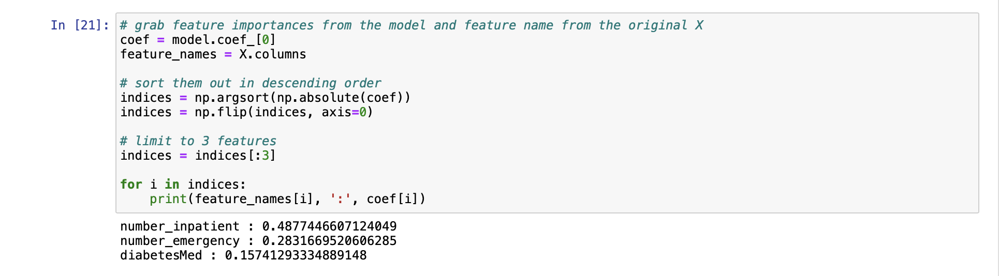 In [21]:
# grab feature importances from the model and feature name from the original X
coef = model.coef_[0]
feature_names = X.columns
# sort them out in descending order
indices = np.argsort(np.absolute(coef))
indices = np.flip(indices, axis=0)
# limit to 3 features
indices = indices[:3]
for i in indices:
    print(feature_names[i], ':', coef[i])
number_inpatient : 0.4877446607124049
number_emergency : 0.2831669520606285
diabetesMed : 0.15741293334889148